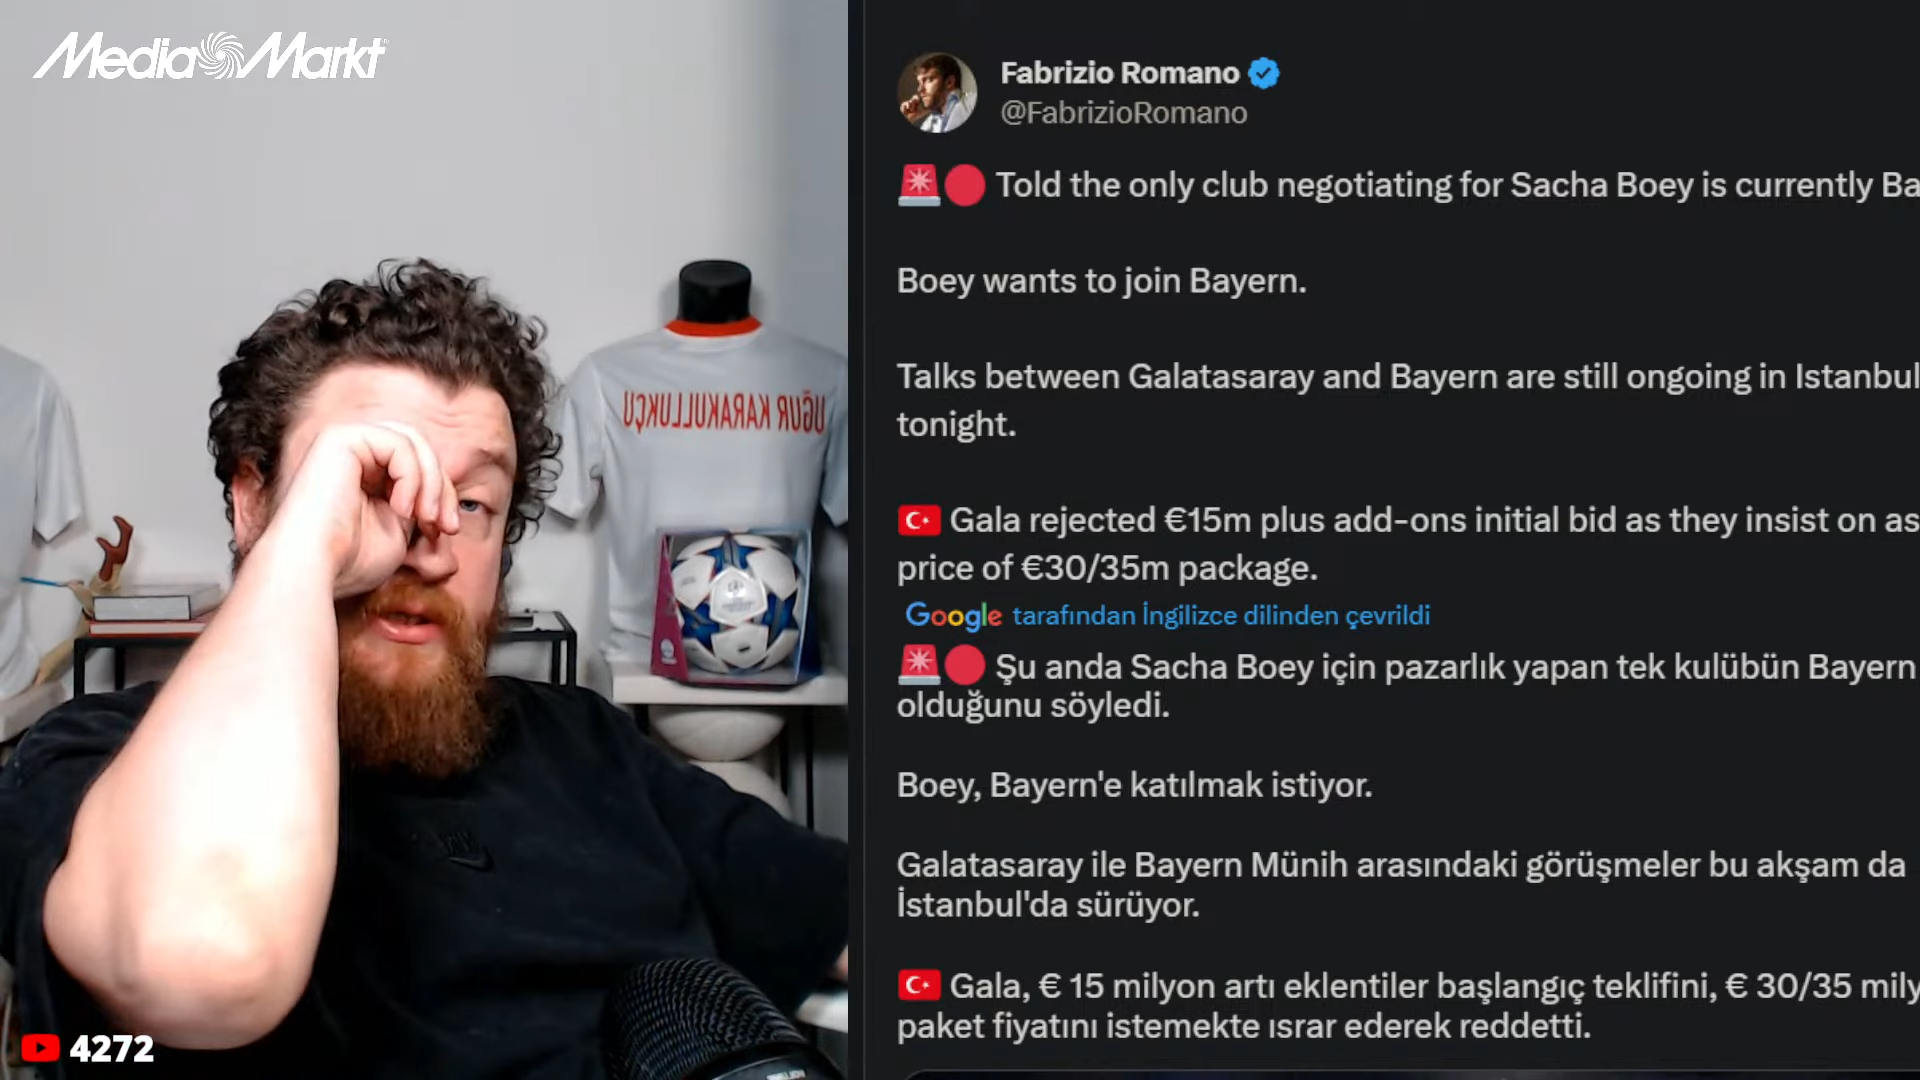 MediaMarkt
UĞUR KARAKULLUKÇU
4272
Fabrizio Romano
@FabrizioRomano
Told the only club negotiating for Sacha Boey is currently Ba
Boey wants to join Bayern.
Talks between Galatasaray and Bayern are still ongoing in Istanbul
tonight.
Gala rejected €15m plus add-ons initial bid as they insist on as
price of €30/35m package.
Google tarafından İngilizce dilinden çevrildi
Şu anda Sacha Boey için pazarlık yapan tek kulübün Bayern
olduğunu söyledi.
Boey, Bayern'e katılmak istiyor.
Galatasaray ile Bayern Münih arasındaki görüşmeler bu akşam da
İstanbul'da sürüyor.
Gala, € 15 milyon artı eklentiler başlangıç teklifini, € 30/35 mily
paket fiyatını istemekte ısrar ederek reddetti.